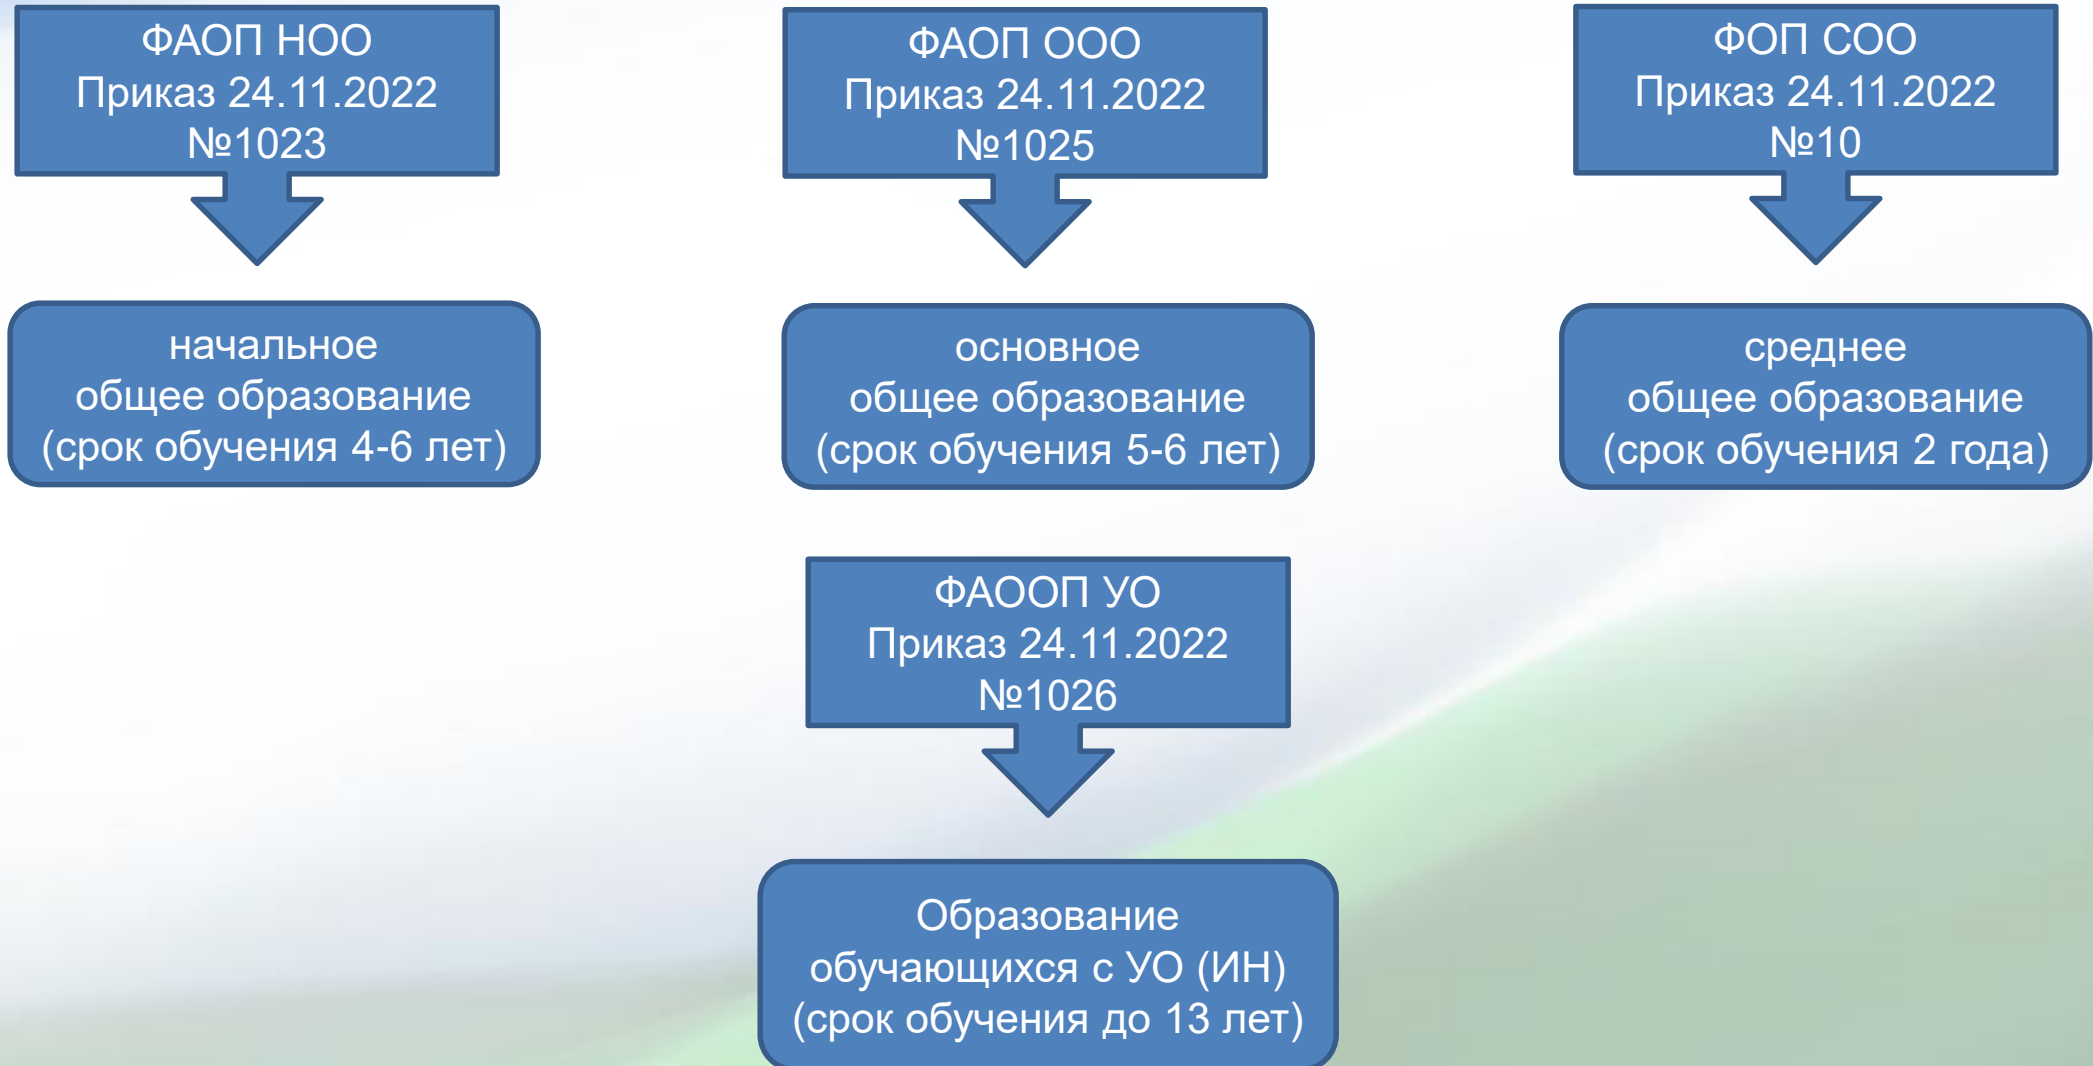 ФАОП НОО
Приказ 24.11.2022
№1023
ФАОП ООО
Приказ 24.11.2022
№1025
ФОП СОО
Приказ 24.11.2022
№10
начальное
общее образование
(срок обучения 4-6 лет)
основное
общее образование
(срок обучения 5-6 лет)
среднее
общее образование
(срок обучения 2 года)
ФАООП УО
Приказ 24.11.2022
№1026
Образование
обучающихся с УО (ИН)
(срок обучения до 13 лет)